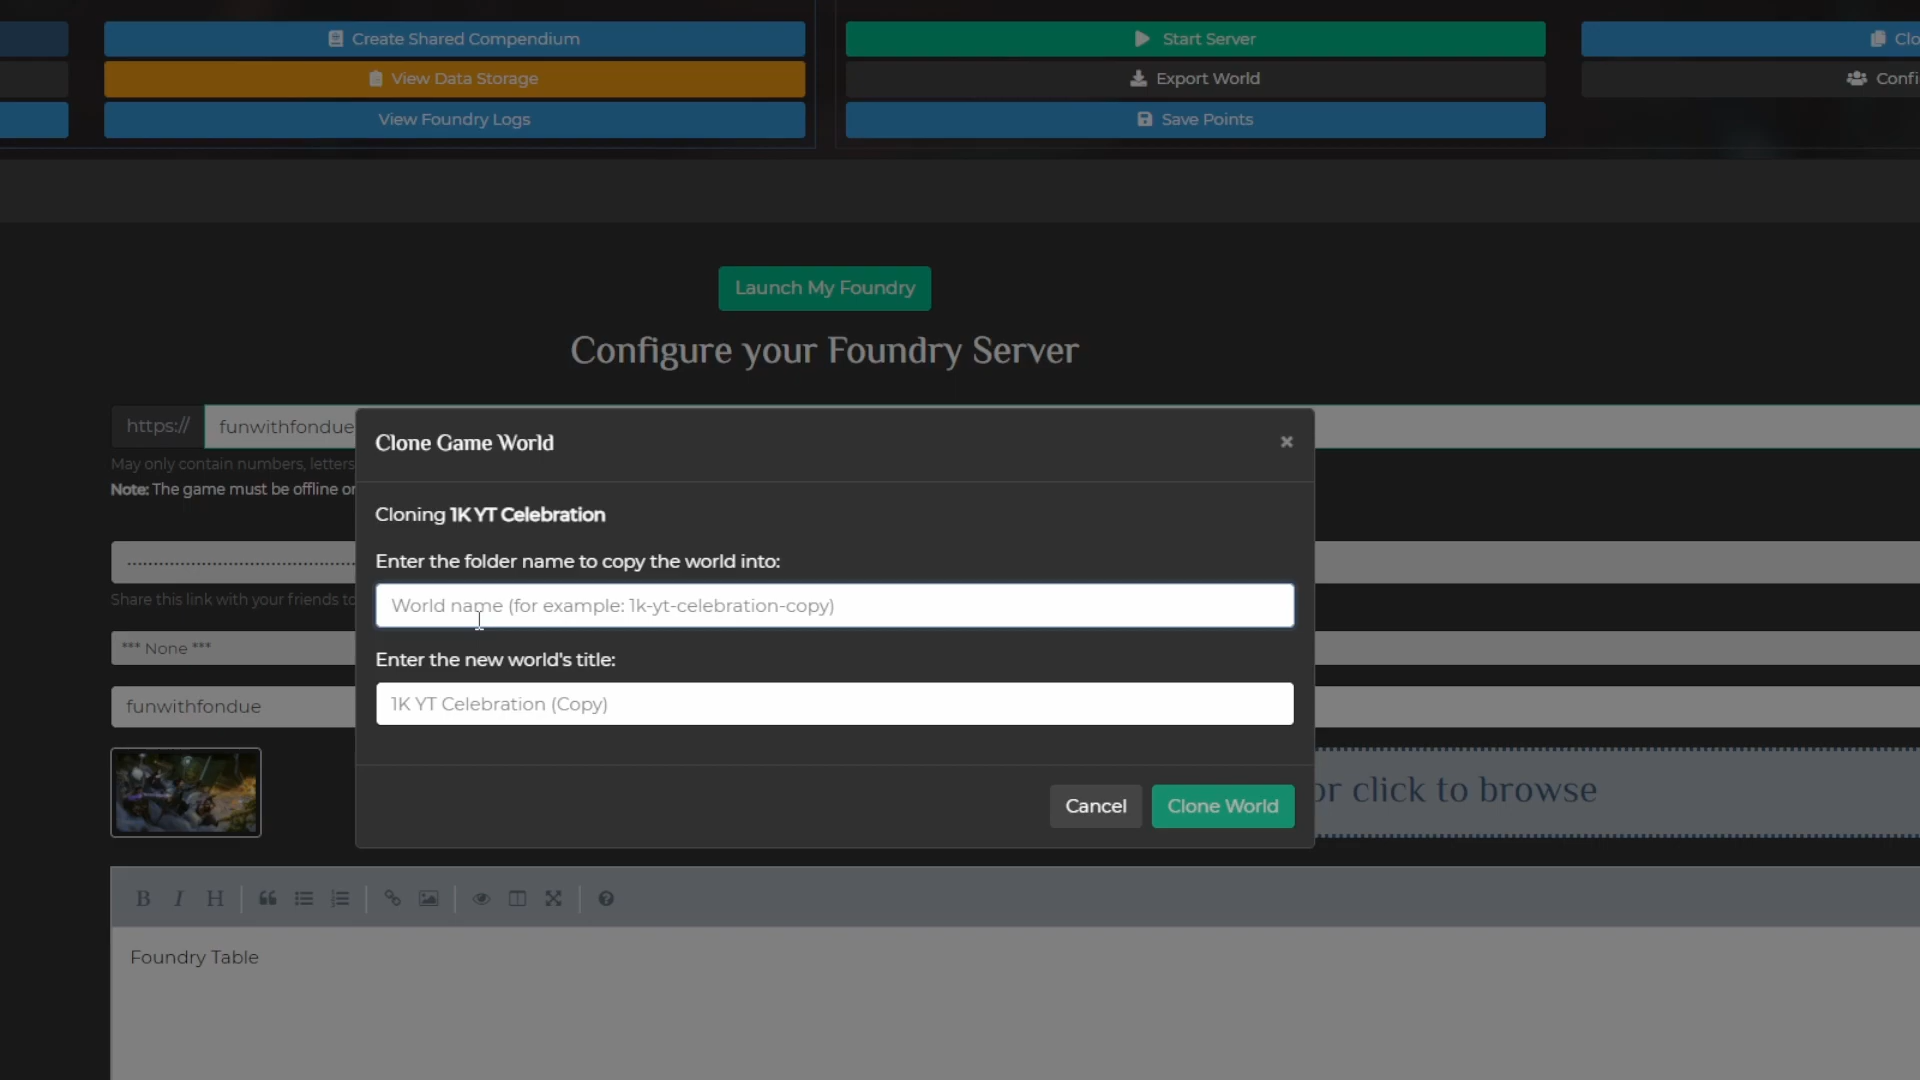 Create Shared Compendium
Start Server
Clo
View Data Storage
Export World
Confi
View Foundry Logs
Save Points
Launch My Foundry
Configure your Foundry Server
https://
funwithfondue
May only contain numbers, letters
Note: The game must be offline or
Clone Game World
×
Cloning 1K YT Celebration
Enter the folder name to copy the world into:
World name (for example: 1k-yt-celebration-copy)
Share this link with your friends to
Enter the new world's title:
*** None ***
1K YT Celebration (Copy)
funwithfondue
Cancel
Clone World
or click to browse
B I H
Foundry Table